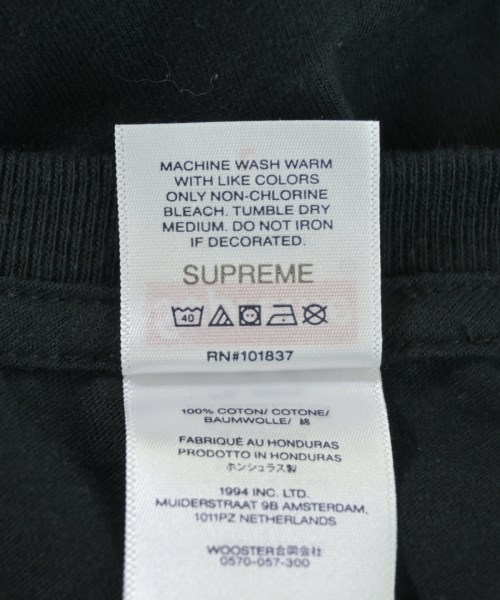 MACHINE WASH WARM
WITH LIKE COLORS
ONLY NON-CHLORINE
BLEACH. TUMBLE DRY
MEDIUM. DO NOT IRON
IF DECORATED.
SUPREME
40
RN#101837
100% COTON/ COTONE/
BAUMWOLLE/ 綿
FABRIQUÉ AU HONDURAS
PRODOTTO IN HONDURAS
ホンジュラス製
1994 INC. LTD.
MUIDERSTRAAT 9B AMSTERDAM,
1011PZ NETHERLANDS
WOOSTER合同会社
0570-057-300